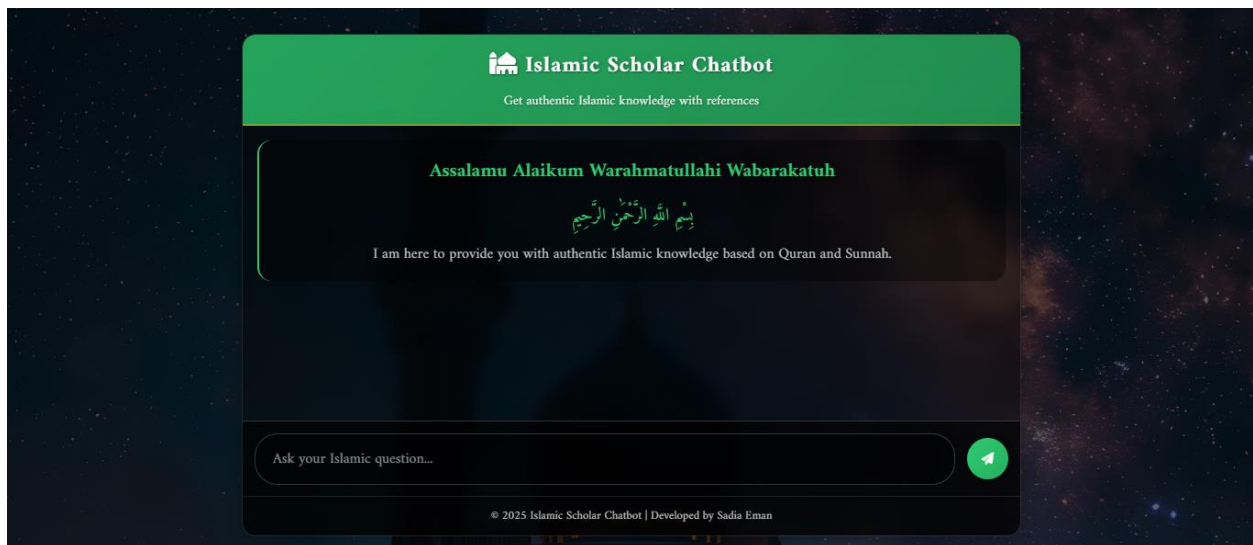 Islamic Scholar Chatbot
Get authentic Islamic knowledge with references
Assalamu Alaikum Warahmatullahi Wabarakatuh
بِسْمِ اللَّهِ الرَّحْمَٰنِ الرَّحِيمِ
I am here to provide you with authentic Islamic knowledge based on Quran and Sunnah.
Ask your Islamic question...
© 2025 Islamic Scholar Chatbot | Developed by Sadia Eman